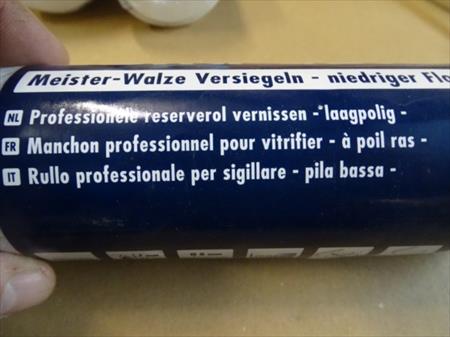 Meister-Walze Versiegeln - niedriger
NL Professionele reserverol vernissen - laagpolig -
FR Manchon professionnel pour vitrifier - à poil ras -
IT Rullo professionale per sigillare - pila bassa -